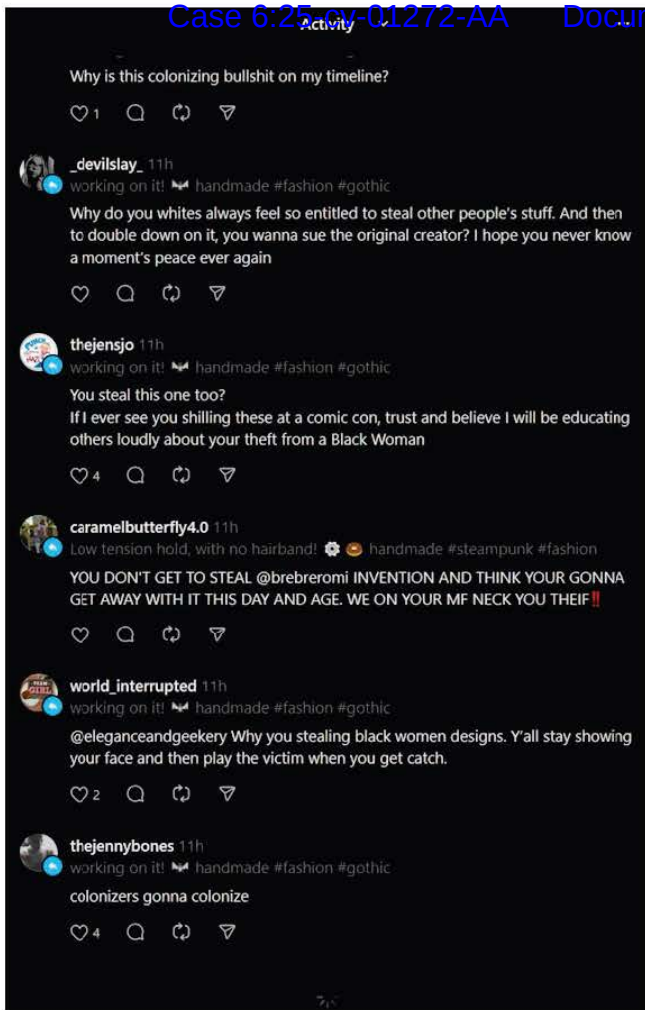 Case 6:25-cv-01272-AA Docum
Activity
Why is this colonizing bullshit on my timeline?
1
_devilslay_ 11h
working on it! handmade #fashion #gothic
Why do you whites always feel so entitled to steal other people's stuff. And then
to double down on it, you wanna sue the original creator? I hope you never know
a moment's peace ever again
thejensjo 11h
working on it! handmade #fashion #gothic
You steal this one too?
If I ever see you shilling these at a comic con, trust and believe I will be educating
others loudly about your theft from a Black Woman
4
caramelbutterfly4.0 11h
Low tension hold, with no hairband! ⚙️ 🍩 handmade #steampunk #fashion
YOU DON'T GET TO STEAL @brebreromi INVENTION AND THINK YOUR GONNA
GET AWAY WITH IT THIS DAY AND AGE. WE ON YOUR MF NECK YOU THEIF‼️
world_interrupted 11h
working on it! handmade #fashion #gothic
@eleganceandgeekery Why you stealing black women designs. Y'all stay showing
your face and then play the victim when you get catch.
2
thejennybones 11h
working on it! handmade #fashion #gothic
colonizers gonna colonize
4